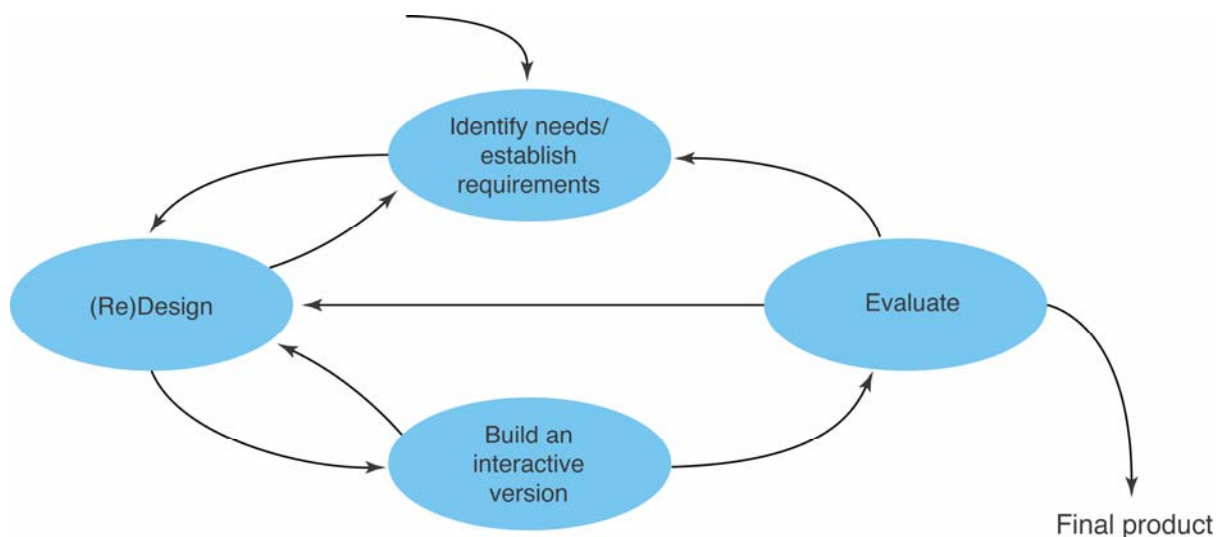 Identify needs/
establish
requirements
(Re)Design
Evaluate
Build an
interactive
version
Final product